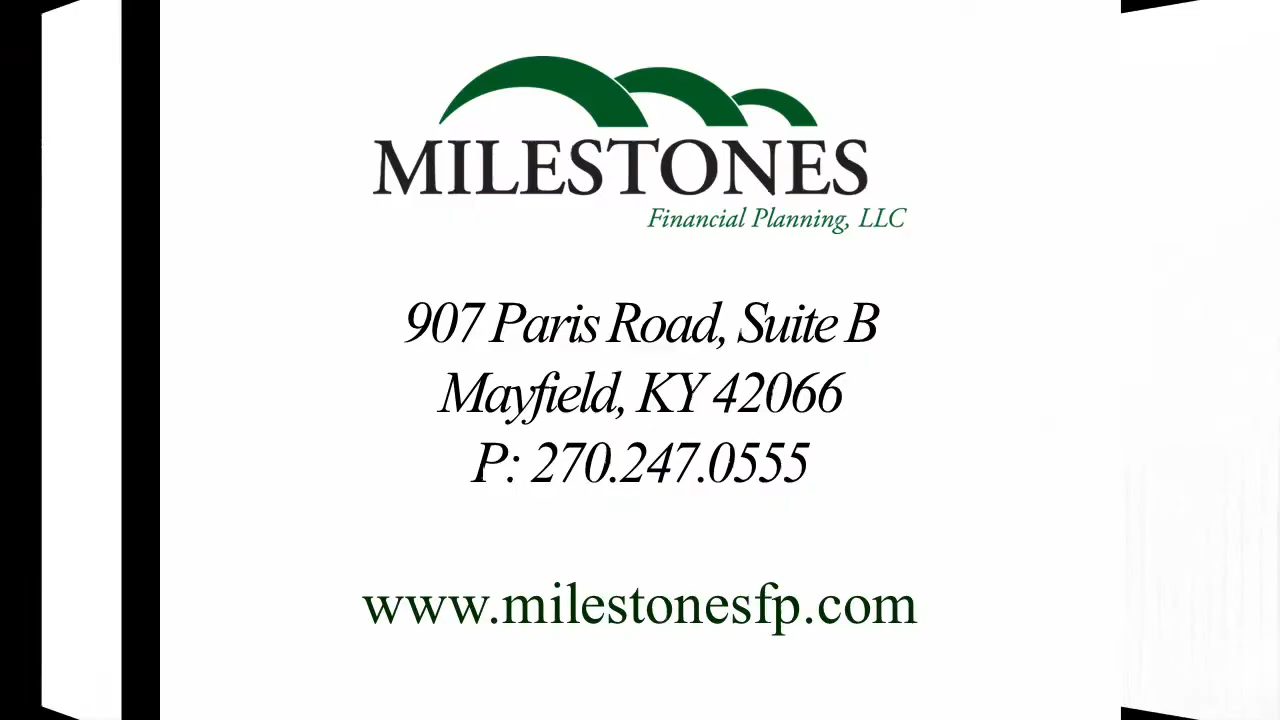 MILESTONES
Financial Planning, LLC
907 Paris Road, Suite B
Mayfield, KY 42066
P: 270.247.0555
www.milestonesfp.com